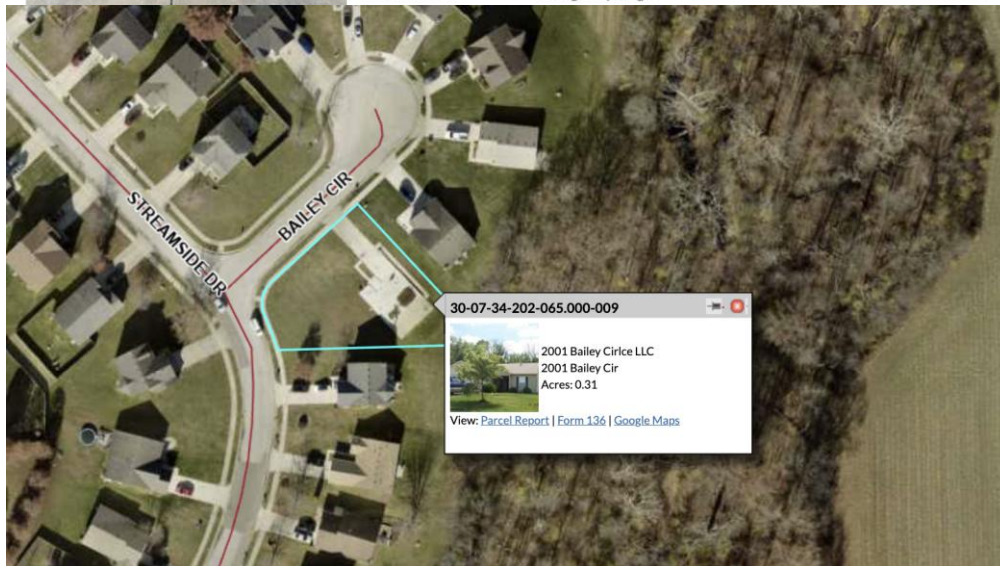 STREAMSIDE DR
BAILEY CIR
30-07-34-202-065.000-009
2001 Bailey Cirlce LLC
2001 Bailey Cir
Acres: 0.31
View: Parcel Report | Form 136 | Google Maps